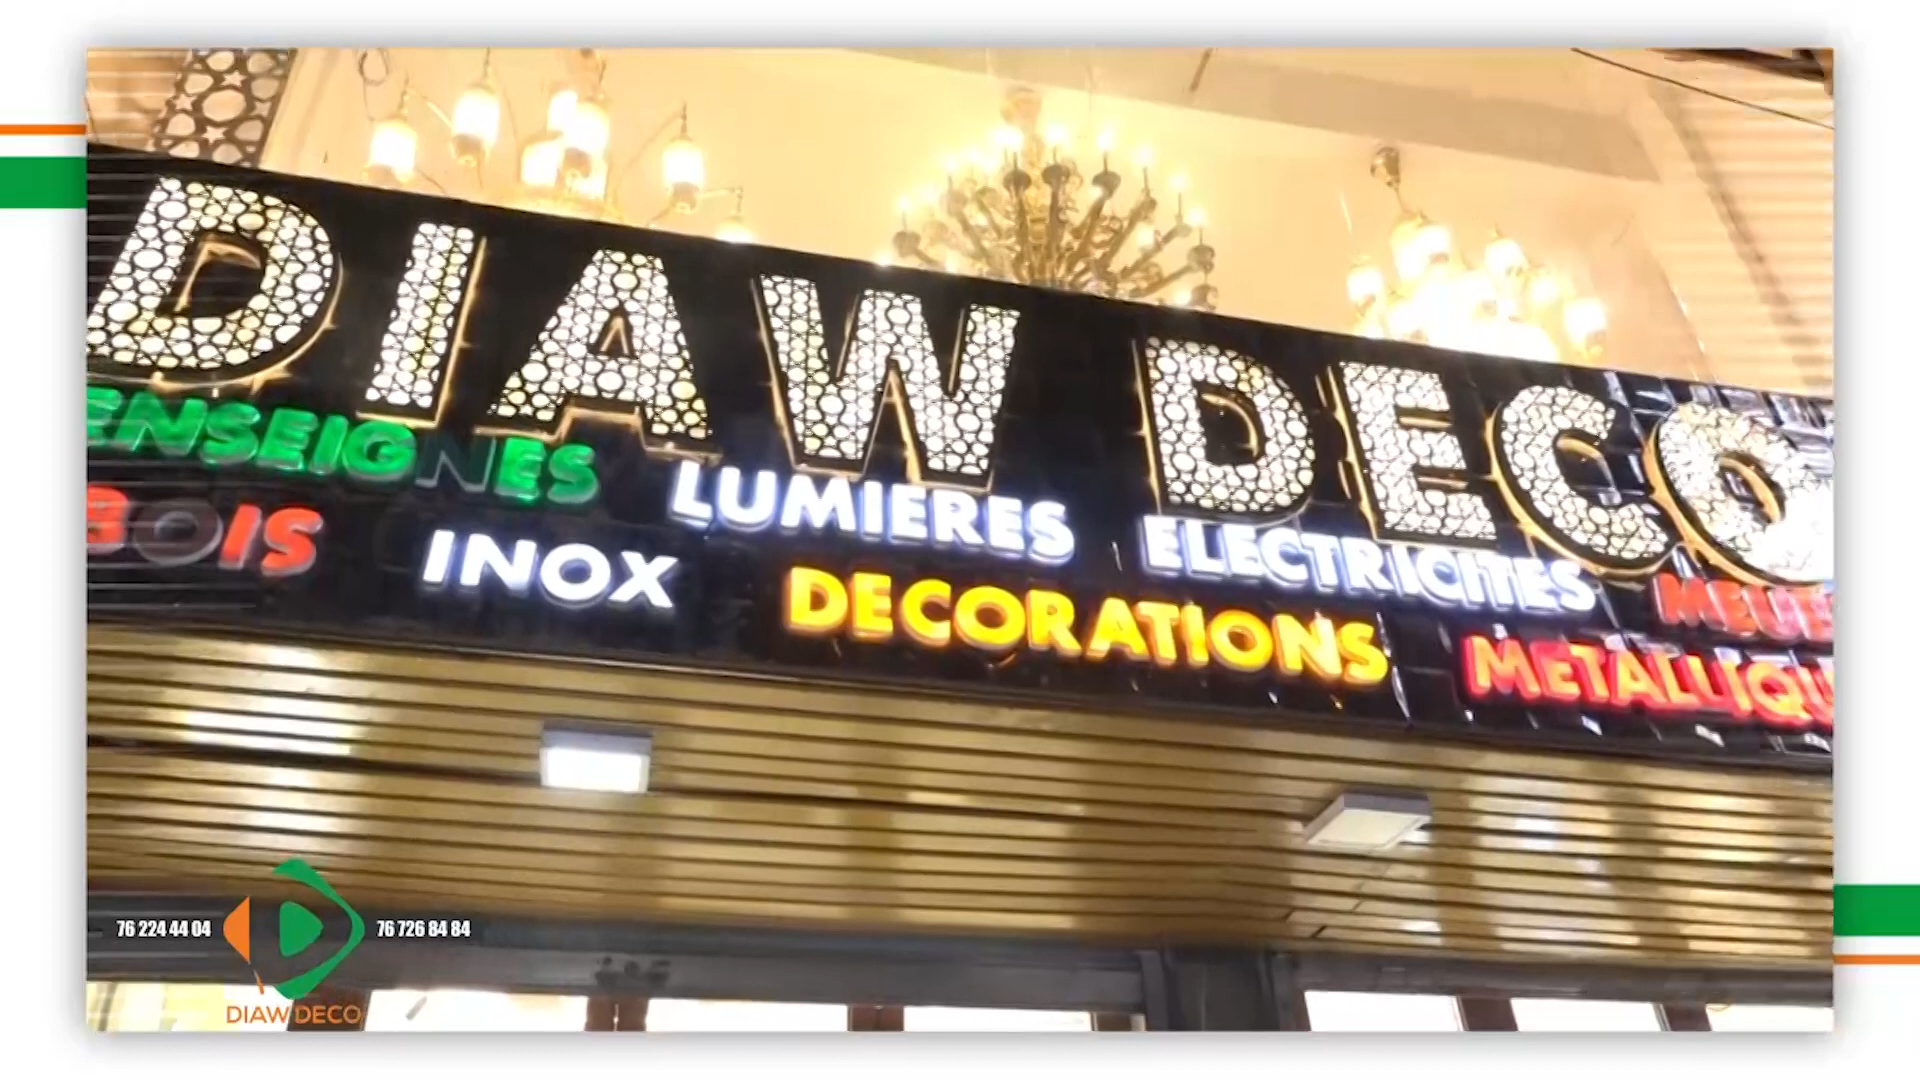 DIAW DECO
ENSEIGNES LUMIERES ELECTRICITES
BOIS INOX DECORATIONS METALLIQU
76 224 44 04
76 726 84 84
DIAW DECO